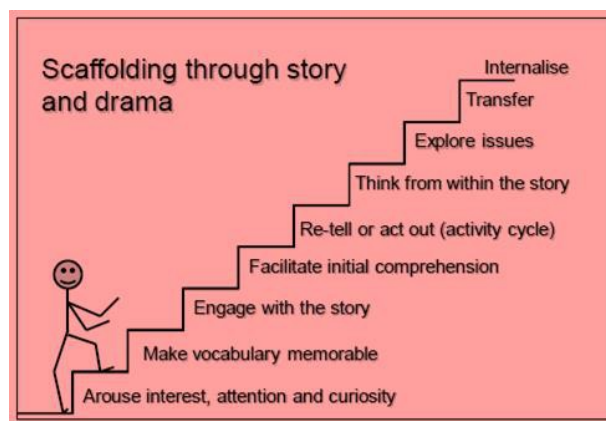 Scaffolding through story
and drama
Internalise
Transfer
Explore issues
Think from within the story
Re-tell or act out (activity cycle)
Facilitate initial comprehension
Engage with the story
Make vocabulary memorable
Arouse interest, attention and curiosity